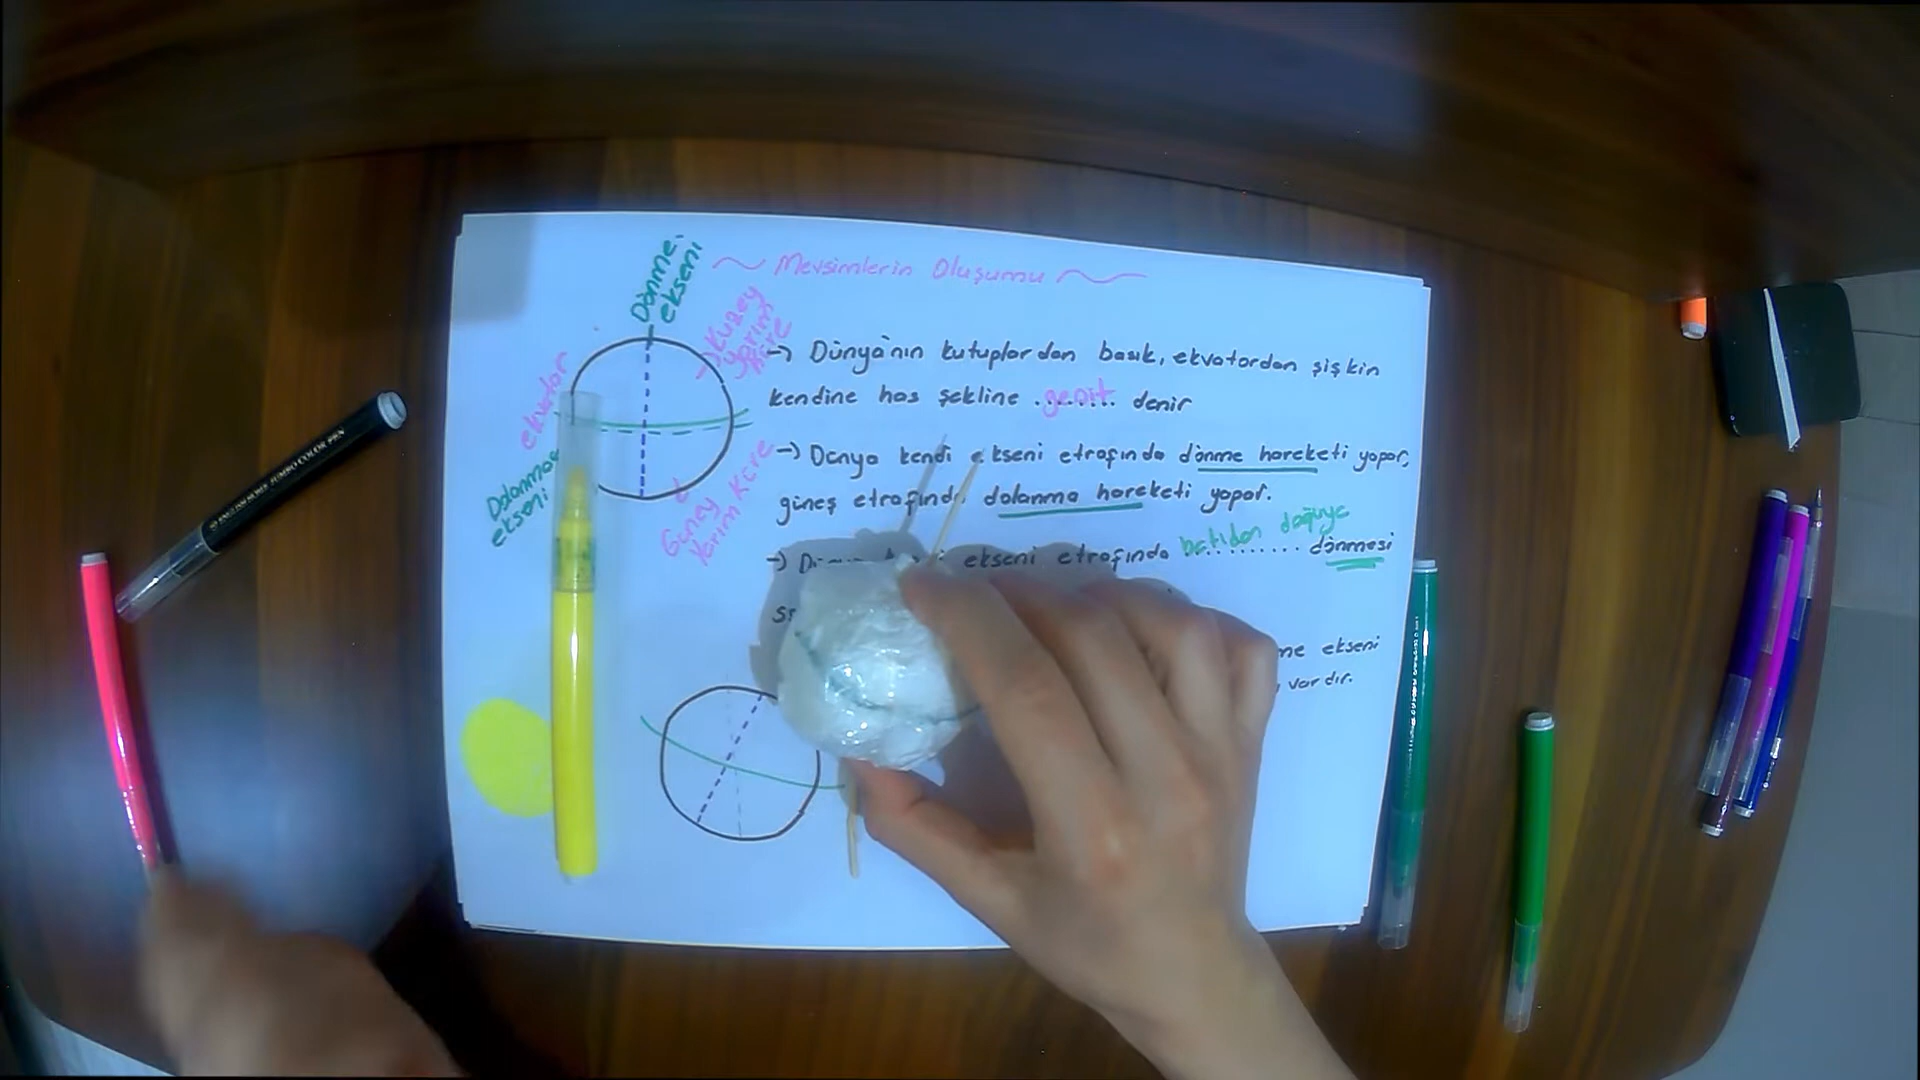 Mevsimlerin Oluşumu
Dönme
ekseni
Kuzey
yarım
küre
ekvator
Dolanma
ekseni
Güney
Yarım Küre
→ Dünya'nın kutuplardan basık, ekvatordan şişkin
kendine has şekline geoit denir
→ Dünya kendi ekseni etrafında dönme hareketi yapar,
güneş etrafında dolanma hareketi yapar.
→ ekseni etrafında batıdan doğuya dönmesi
ekseni
vardır.